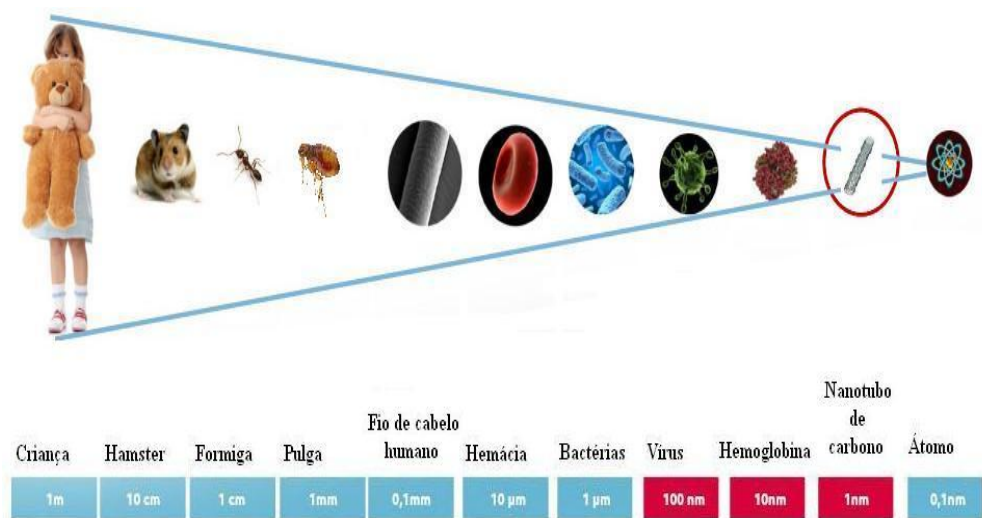 Criança
Hamster
Formiga
Pulga
Fio de cabelo
humano
Hemácia
Bactérias
Vírus
Hemoglobina
Nanotubo
de
carbono
Átomo
1m
10 cm
1 cm
1mm
0,1mm
10 µm
1 µm
100 nm
10nm
1nm
0,1nm